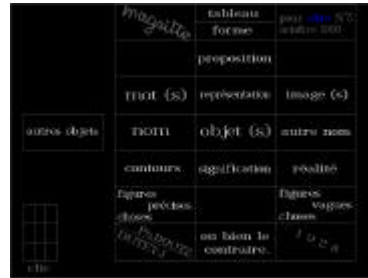 magritte
tableau
forme
pour
proposition
mot (s)
représentation
image (s)
autres objets
nom
objet (s)
autre nom
contours
signification
réalité
figures
précises
choses
figures
vagues
choses
ou bien le
contraire.